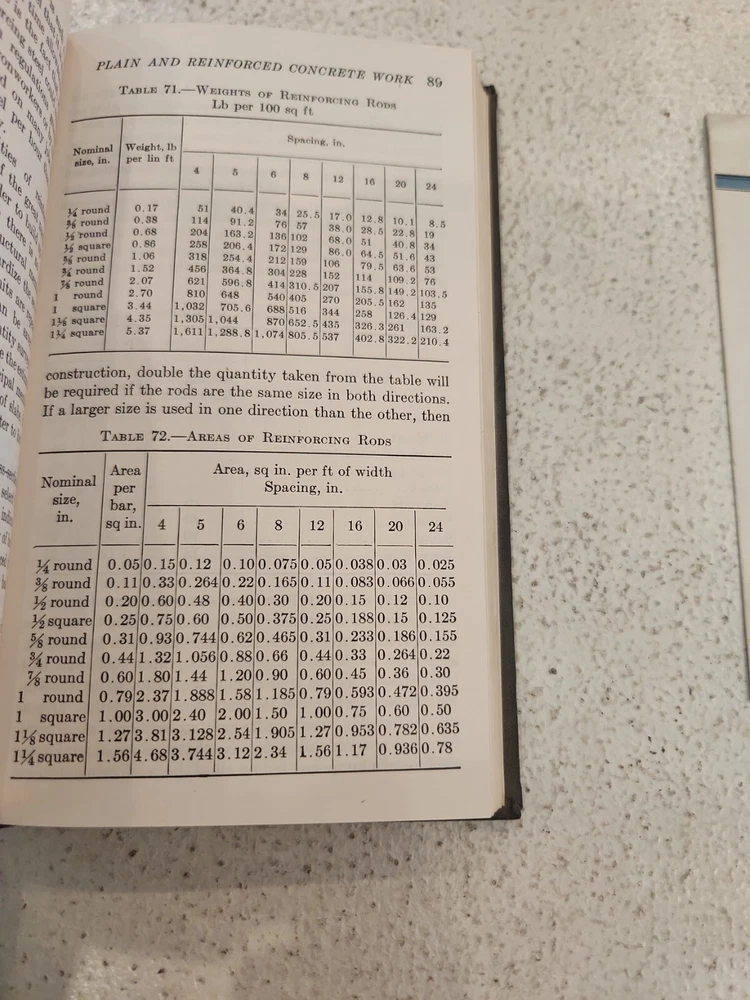 PLAIN AND REINFORCED CONCRETE WORK 89
TABLE 71.—WEIGHTS OF REINFORCING RODS
Lb per 100 sq ft
Nominal size, in. Weight, lb per lin ft Spacing, in.
4 5 6 8 12 16 20 24
¼ round 0.17 51 40.4 34 25.5 17.0 12.8 10.1 8.5
⅜ round 0.38 114 91.2 76 57 38.0 28.5 22.8 19
½ round 0.68 204 163.2 136 102 68.0 51 40.8 34
½ square 0.86 258 206.4 172 129 86.0 64.5 51.6 43
⅝ round 1.06 318 254.4 212 159 106 79.5 63.6 53
¾ round 1.52 456 364.8 304 228 152 114 109.2 76
⅞ round 2.07 621 596.8 414 310.5 207 155.8 149.2 103.5
1 round 2.70 810 648 540 405 270 205.5 162 135
1 square 3.44 1,032 705.6 688 516 344 258 126.4 129
1⅛ square 4.35 1,305 1,044 870 652.5 435 326.3 261 163.2
1¼ square 5.37 1,611 1,288.8 1,074 805.5 537 402.8 322.2 210.4
construction, double the quantity taken from the table will
be required if the rods are the same size in both directions.
If a larger size is used in one direction than the other, then
TABLE 72.—AREAS OF REINFORCING RODS
Nominal size, in. Area per bar, sq in. Area, sq in. per ft of width
Spacing, in.
4 5 6 8 12 16 20 24
¼ round 0.05 0.15 0.12 0.10 0.075 0.05 0.038 0.03 0.025
⅜ round 0.11 0.33 0.264 0.22 0.165 0.11 0.083 0.066 0.055
½ round 0.20 0.60 0.48 0.40 0.30 0.20 0.15 0.12 0.10
½ square 0.25 0.75 0.60 0.50 0.375 0.25 0.188 0.15 0.125
⅝ round 0.31 0.93 0.744 0.62 0.465 0.31 0.233 0.186 0.155
¾ round 0.44 1.32 1.056 0.88 0.66 0.44 0.33 0.264 0.22
⅞ round 0.60 1.80 1.44 1.20 0.90 0.60 0.45 0.36 0.30
1 round 0.79 2.37 1.888 1.58 1.185 0.79 0.593 0.472 0.395
1 square 1.00 3.00 2.40 2.00 1.50 1.00 0.75 0.60 0.50
1⅛ square 1.27 3.81 3.128 2.54 1.905 1.27 0.953 0.782 0.635
1¼ square 1.56 4.68 3.744 3.12 2.34 1.56 1.17 0.936 0.78